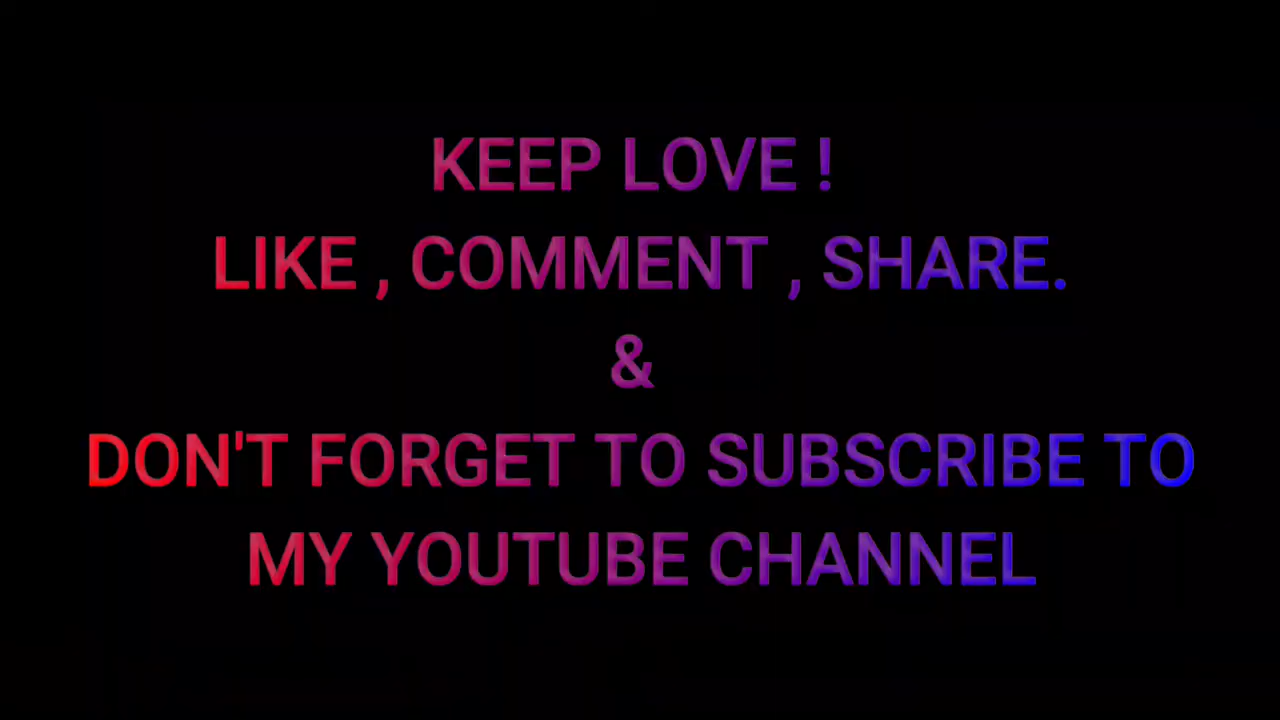 KEEP LOVE !
LIKE , COMMENT , SHARE.
&
DON'T FORGET TO SUBSCRIBE TO
MY YOUTUBE CHANNEL